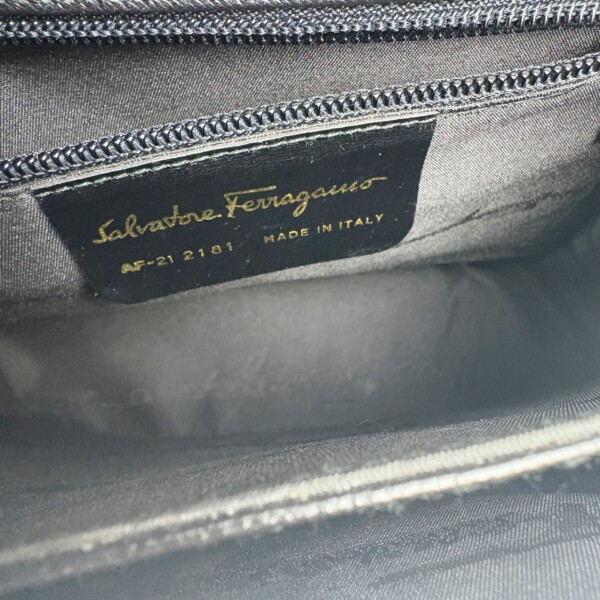 Salvatore Ferragamo
AF-21 2181 MADE IN ITALY